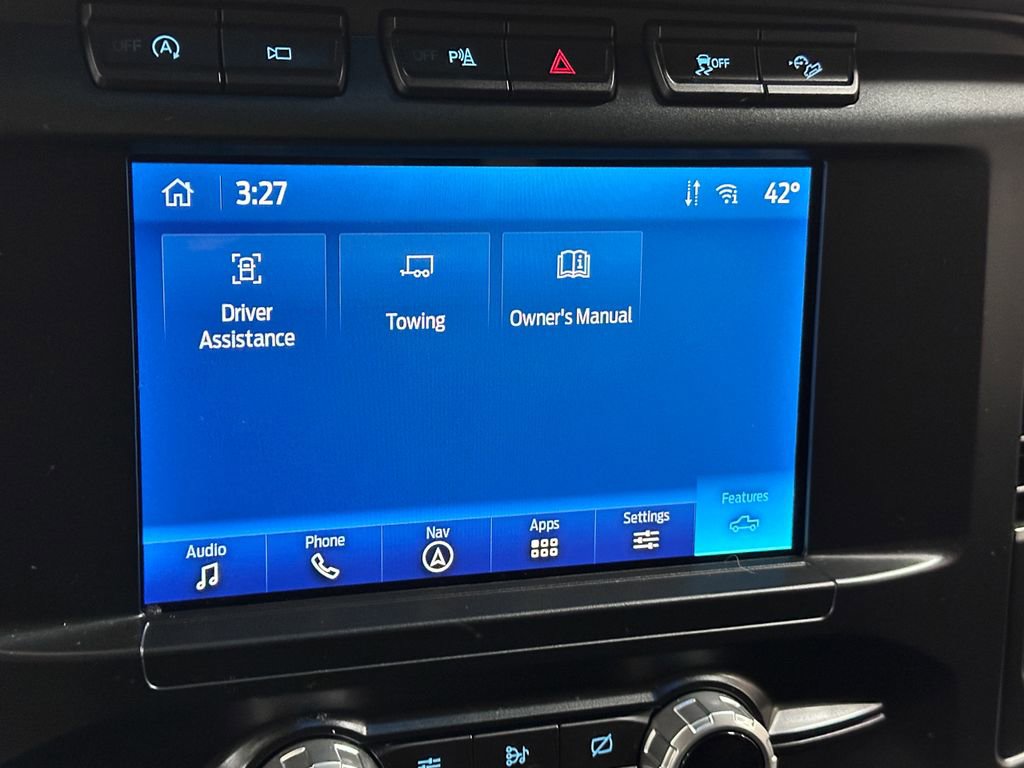 OFF A
OFF P
OFF
3:27
42°
Driver
Assistance
Towing
Owner's Manual
Audio
Phone
Nav
Apps
Settings
Features